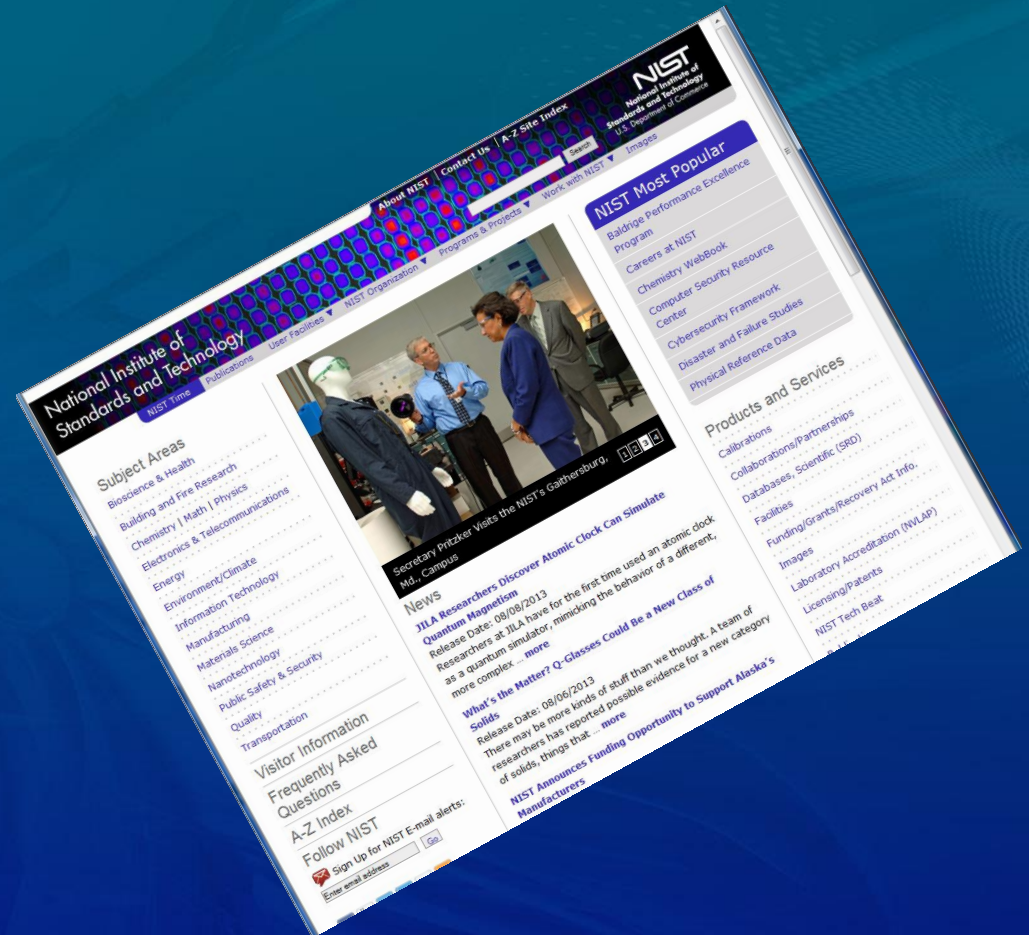 About NIST | Contact Us | A-Z Site Index
Search
NIST
National Institute of
Standards and Technology
U.S. Department of Commerce
National Institute of
Standards and Technology
NIST Time
Publications
User Facilities ▼
NIST Organization ▼
Programs & Projects ▼
Work with NIST ▼
Images
Subject Areas
Bioscience & Health
Building and Fire Research
Chemistry | Math | Physics
Electronics & Telecommunications
Energy
Environment/Climate
Information Technology
Manufacturing
Materials Science
Nanotechnology
Public Safety & Security
Quality
Transportation
Visitor Information
Frequently Asked
Questions
A-Z Index
Follow NIST
Sign Up for NIST E-mail alerts:
Enter email address
Go
Secretary Pritzker Visits the NIST's Gaithersburg,
Md., Campus
1 2 3 4
News
JILA Researchers Discover Atomic Clock Can Simulate
Quantum Magnetism
Release Date: 08/08/2013
Researchers at JILA have for the first time used an atomic clock
as a quantum simulator, mimicking the behavior of a different,
more complex ... more
What's the Matter? Q-Glasses Could Be a New Class of
Solids
Release Date: 08/06/2013
There may be more kinds of stuff than we thought. A team of
researchers has reported possible evidence for a new category
of solids, things that ... more
NIST Announces Funding Opportunity to Support Alaska's
Manufacturers
NIST Most Popular
Baldrige Performance Excellence
Program
Careers at NIST
Chemistry WebBook
Computer Security Resource
Center
Cybersecurity Framework
Disaster and Failure Studies
Physical Reference Data
Products and Services
Calibrations
Collaborations/Partnerships
Databases, Scientific (SRD)
Facilities
Funding/Grants/Recovery Act Info.
Images
Laboratory Accreditation (NVLAP)
Licensing/Patents
NIST Tech Beat